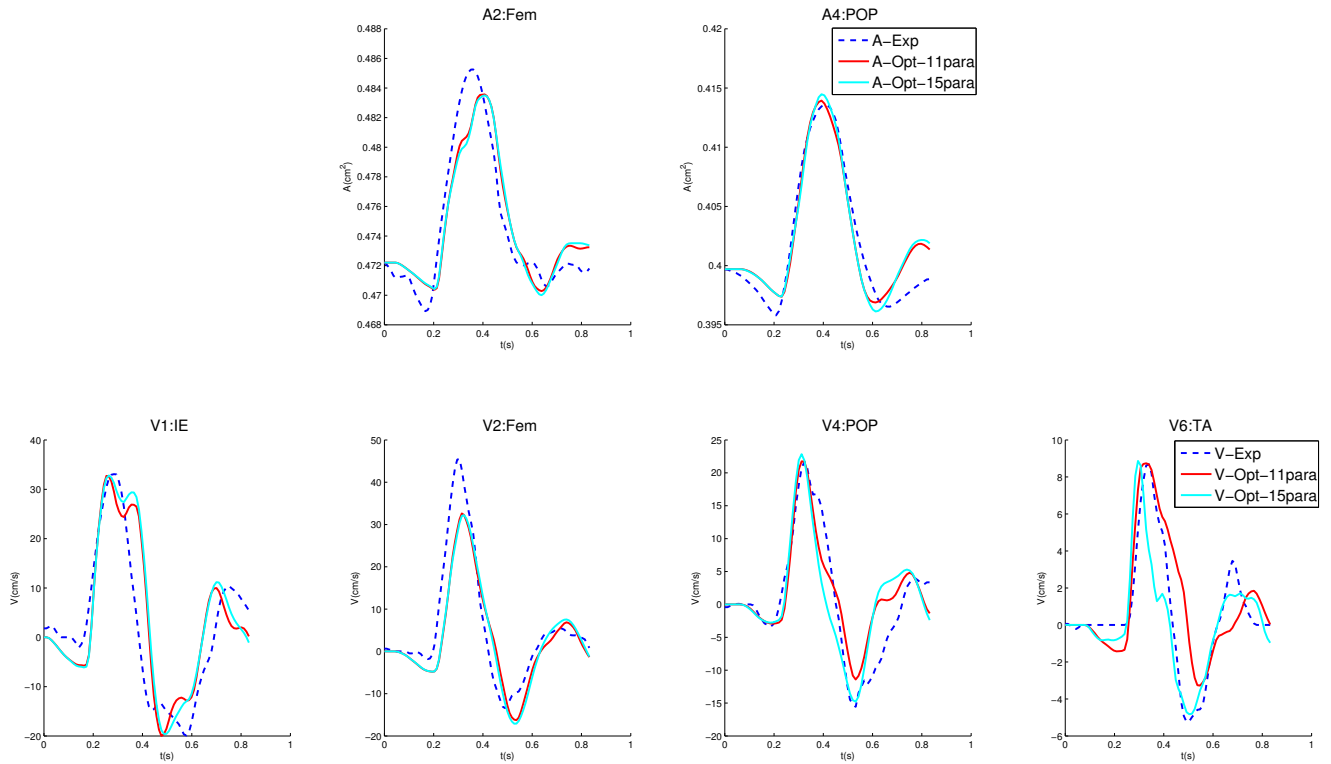 A2:Fem
0.488
0.486
0.484
0.482
0.48
0.478
0.476
0.474
0.472
0.47
0.468
A(cm²)
0 0.2 0.4 0.6 0.8 1
t(s)
A4:POP
0.42
0.415
0.41
0.405
0.4
0.395
A(cm²)
0 0.2 0.4 0.6 0.8 1
t(s)
A−Exp
A−Opt−11para
A−Opt−15para
V1:IE
40
30
20
10
0
−10
−20
V(cm/s)
0 0.2 0.4 0.6 0.8 1
t(s)
V2:Fem
50
40
30
20
10
0
−10
−20
V(cm/s)
0 0.2 0.4 0.6 0.8 1
t(s)
V4:POP
25
20
15
10
5
0
−5
−10
−15
−20
V(cm/s)
0 0.2 0.4 0.6 0.8 1
t(s)
V6:TA
10
8
6
4
2
0
−2
−4
−6
V(cm/s)
0 0.2 0.4 0.6 0.8 1
t(s)
V−Exp
V−Opt−11para
V−Opt−15para